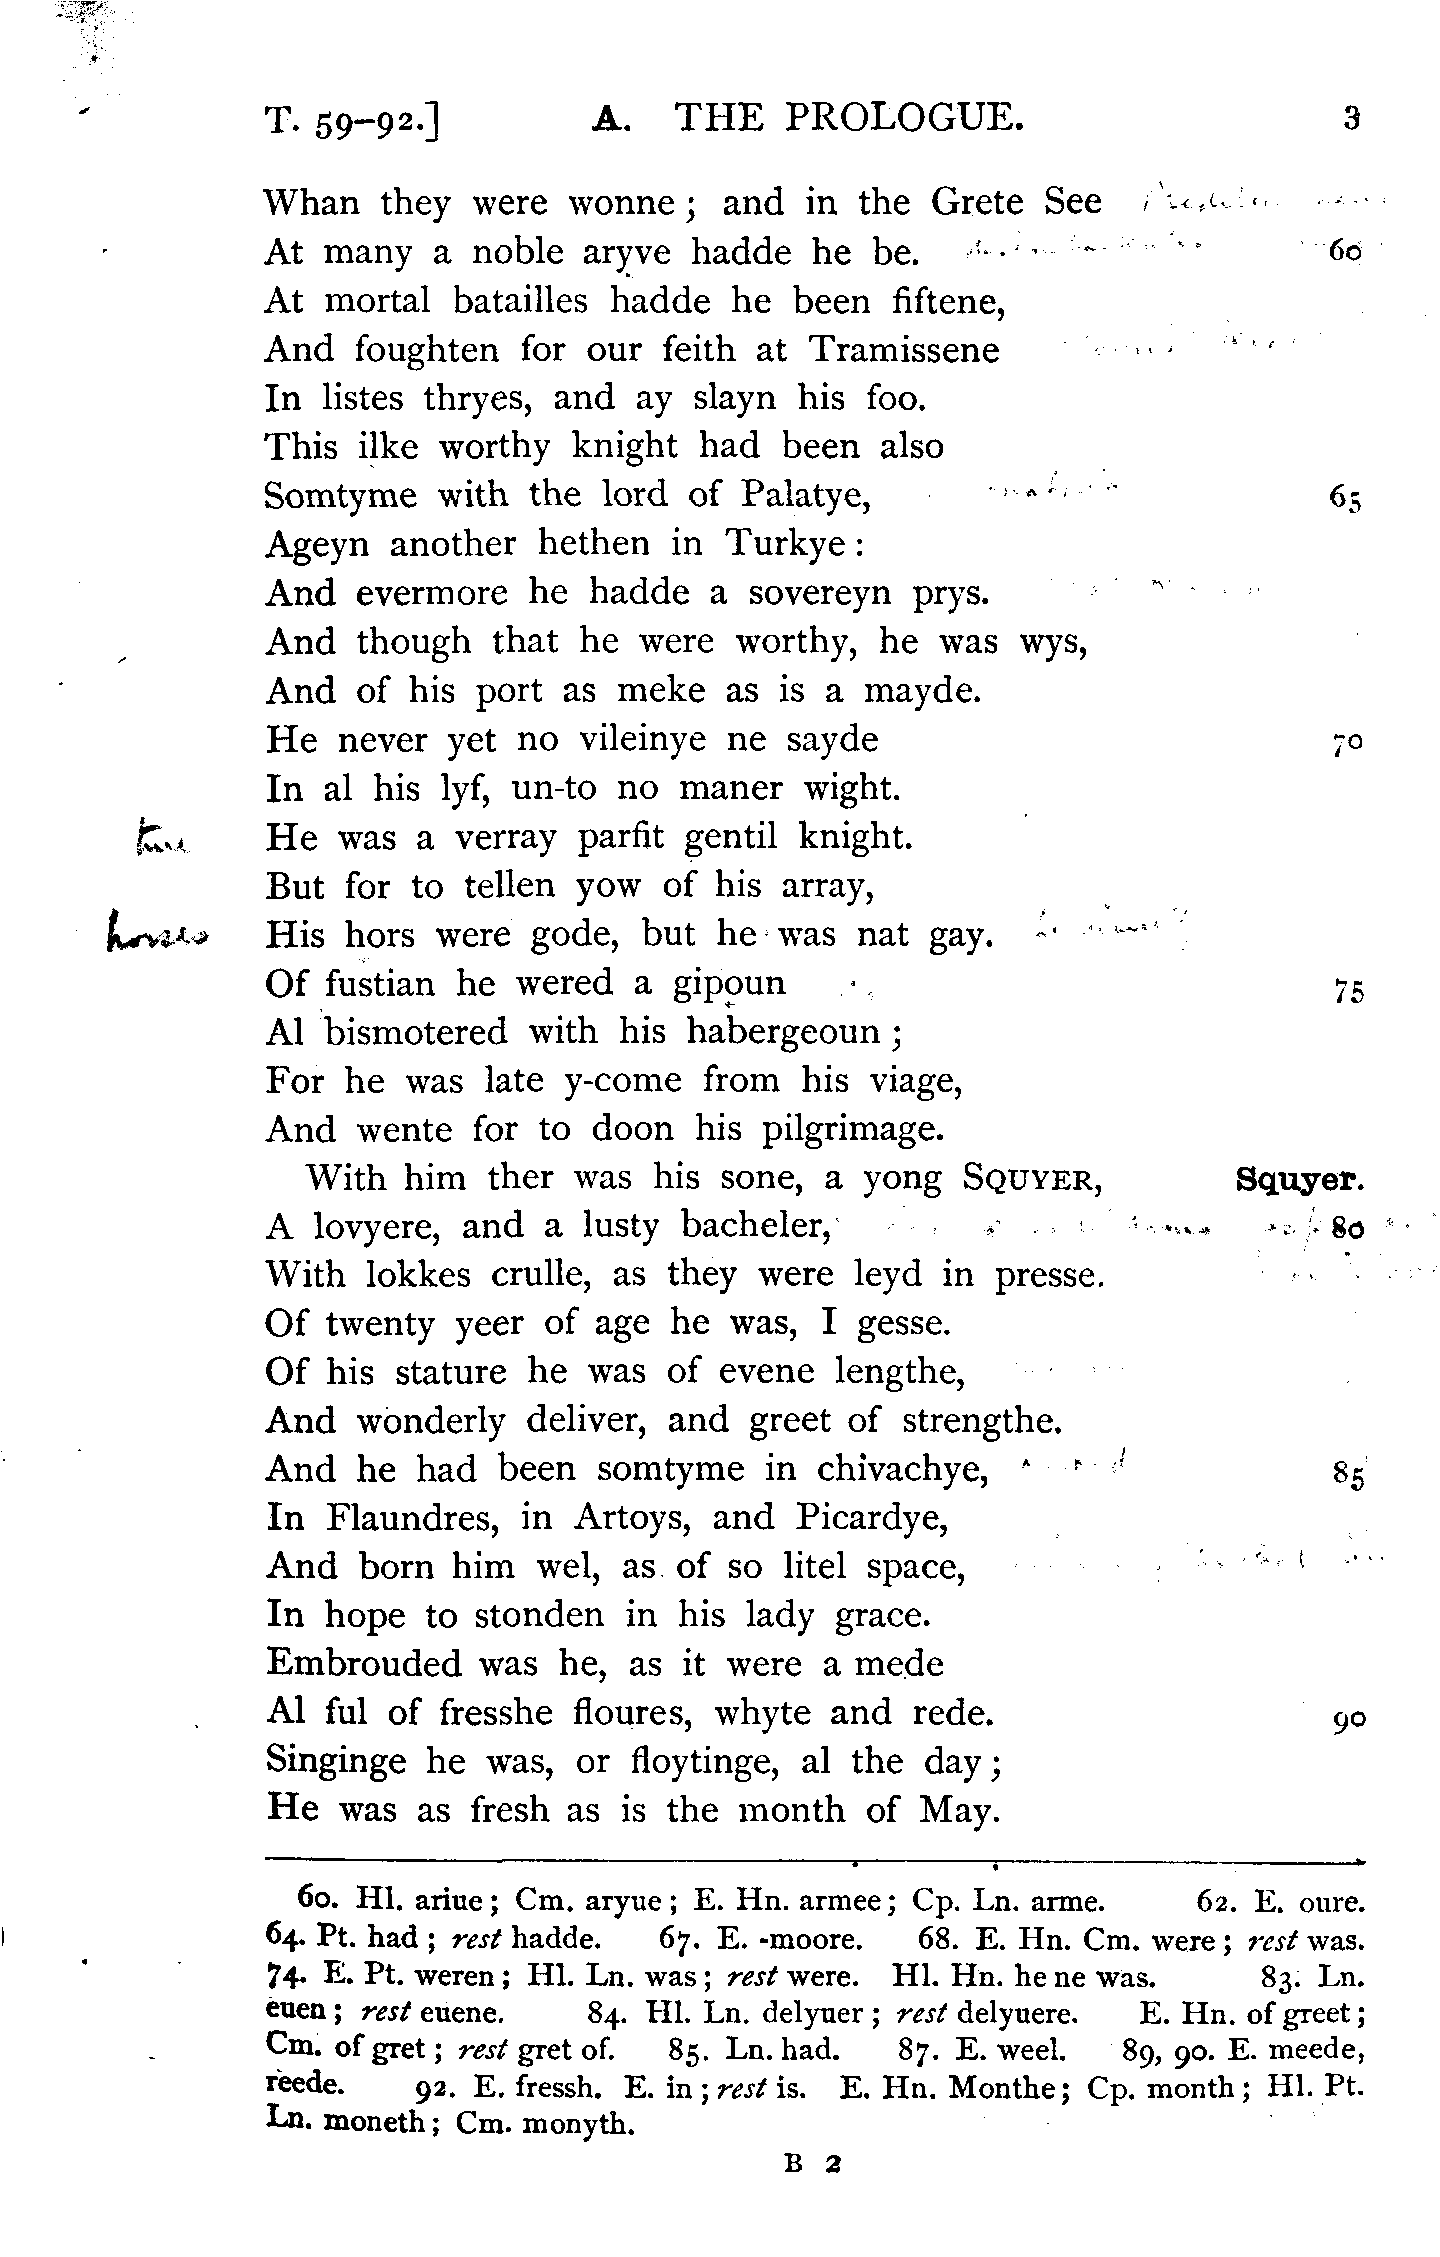 T. 59–92.] A. THE PROLOGUE. 3
Whan they were wonne; and in the Grete See
At many a noble aryve hadde he be. 60
At mortal batailles hadde he been fiftene,
And foughten for our feith at Tramissene
In listes thryes, and ay slayn his foo.
This ilke worthy knight had been also
Somtyme with the lord of Palatye, 65
Ageyn another hethen in Turkye:
And evermore he hadde a sovereyn prys.
And though that he were worthy, he was wys,
And of his port as meke as is a mayde.
He never yet no vileinye ne sayde 70
In al his lyf, un-to no maner wight.
true He was a verray parfit gentil knight.
But for to tellen yow of his array,
horses His hors were gode, but he was nat gay.
Of fustian he wered a gipoun 75
Al bismotered with his habergeoun;
For he was late y-come from his viage,
And wente for to doon his pilgrimage.
With him ther was his sone, a yong SQUYER, Squyer.
A lovyere, and a lusty bacheler, 80
With lokkes crulle, as they were leyd in presse.
Of twenty yeer of age he was, I gesse.
Of his stature he was of evene lengthe,
And wonderly deliver, and greet of strengthe.
And he had been somtyme in chivachye, 85
In Flaundres, in Artoys, and Picardye,
And born him wel, as of so litel space,
In hope to stonden in his lady grace.
Embrouded was he, as it were a mede
Al ful of fresshe floures, whyte and rede. 90
Singinge he was, or floytinge, al the day;
He was as fresh as is the month of May.
60. Hl. ariue; Cm. aryue; E. Hn. armee; Cp. Ln. arme. 62. E. oure.
64. Pt. had; rest hadde. 67. E. -moore. 68. E. Hn. Cm. were; rest was.
74. E. Pt. weren; Hl. Ln. was; rest were. Hl. Hn. he ne was. 83. Ln.
euen; rest euene. 84. Hl. Ln. delyuer; rest delyuere. E. Hn. of greet;
Cm. of gret; rest gret of. 85. Ln. had. 87. E. weel. 89, 90. E. meede,
reede. 92. E. fressh. E. in; rest is. E. Hn. Monthe; Cp. month; Hl. Pt.
Ln. moneth; Cm. monyth.
B 2